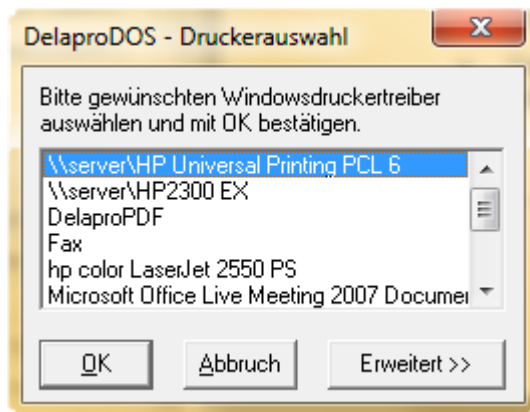 DelaproDOS - Druckerauswahl
Bitte gewünschten Windowsdruckertreiber
auswählen und mit OK bestätigen.
\\server\HP Universal Printing PCL 6
\\server\HP2300 EX
DelaproPDF
Fax
hp color LaserJet 2550 PS
Microsoft Office Live Meeting 2007 Documer
OK
Abbruch
Erweitert >>